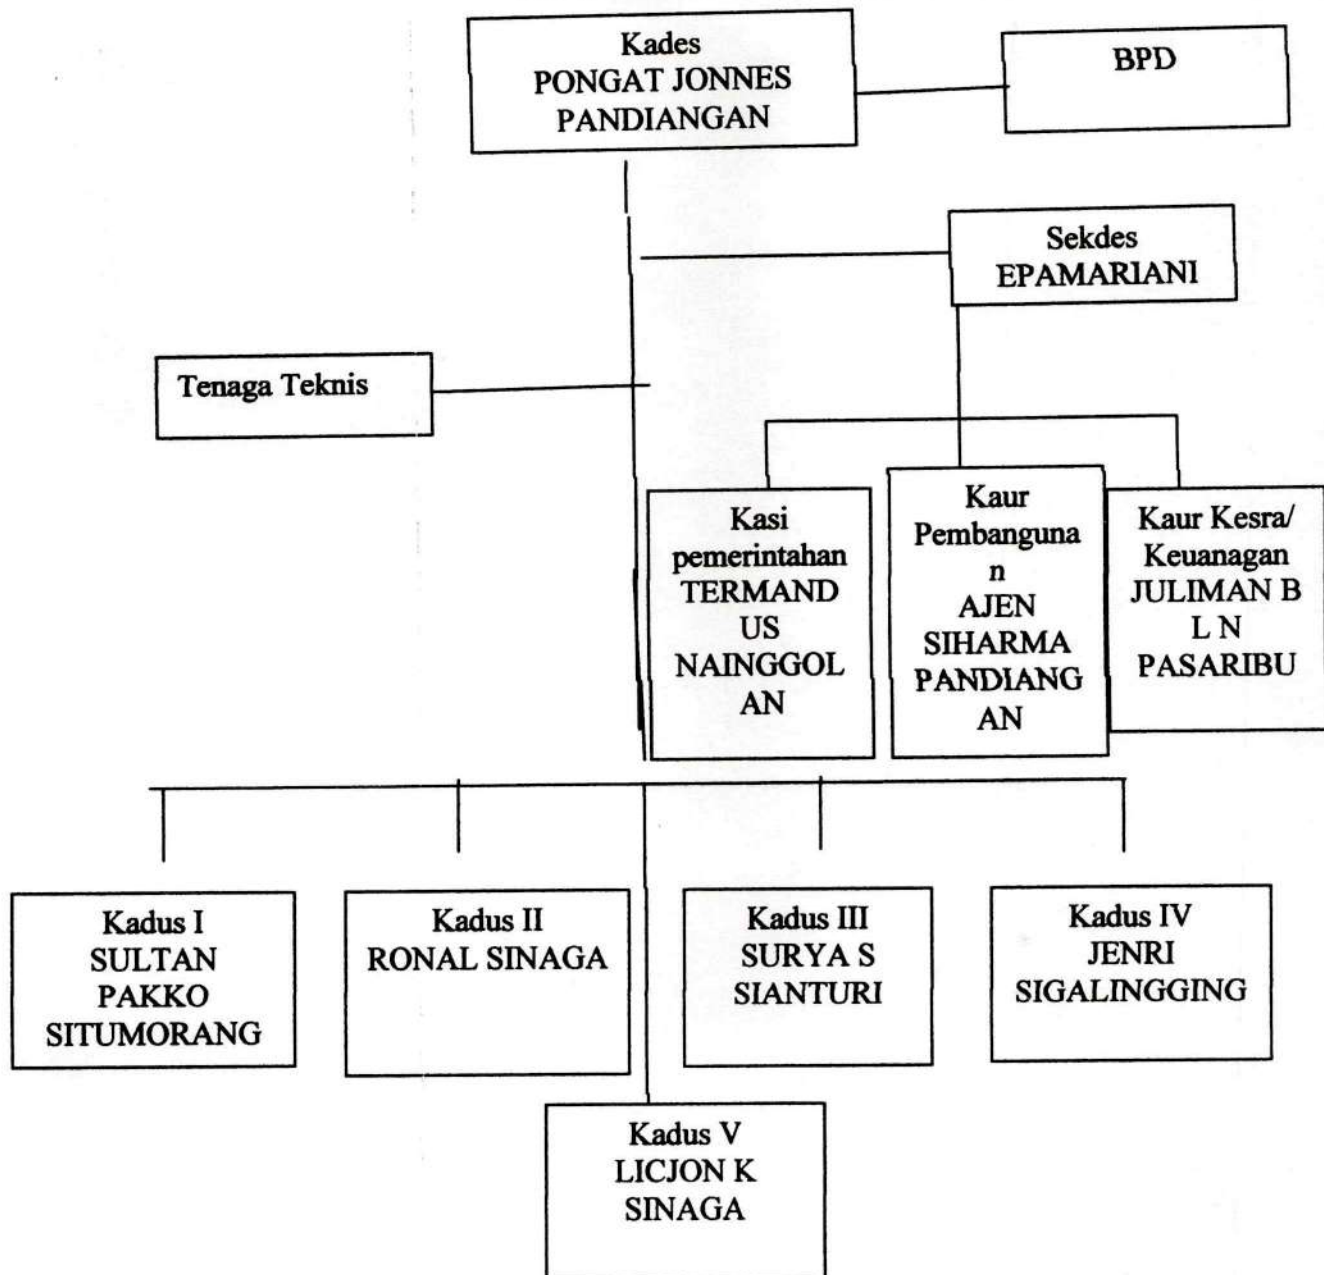 Kades
PONGAT JONNES
PANDIANGAN
BPD
Sekdes
EPAMARIANI
Tenaga Teknis
Kasi
pemerintahan
TERMAND
US
NAINGGOL
AN
Kaur
Pembanguna
n
AJEN
SIHARMA
PANDIANG
AN
Kaur Kesra/
Keuanagan
JULIMAN B
L N
PASARIBU
Kadus I
SULTAN
PAKKO
SITUMORANG
Kadus II
RONAL SINAGA
Kadus III
SURYA S
SIANTURI
Kadus IV
JENRI
SIGALINGGING
Kadus V
LICJON K
SINAGA